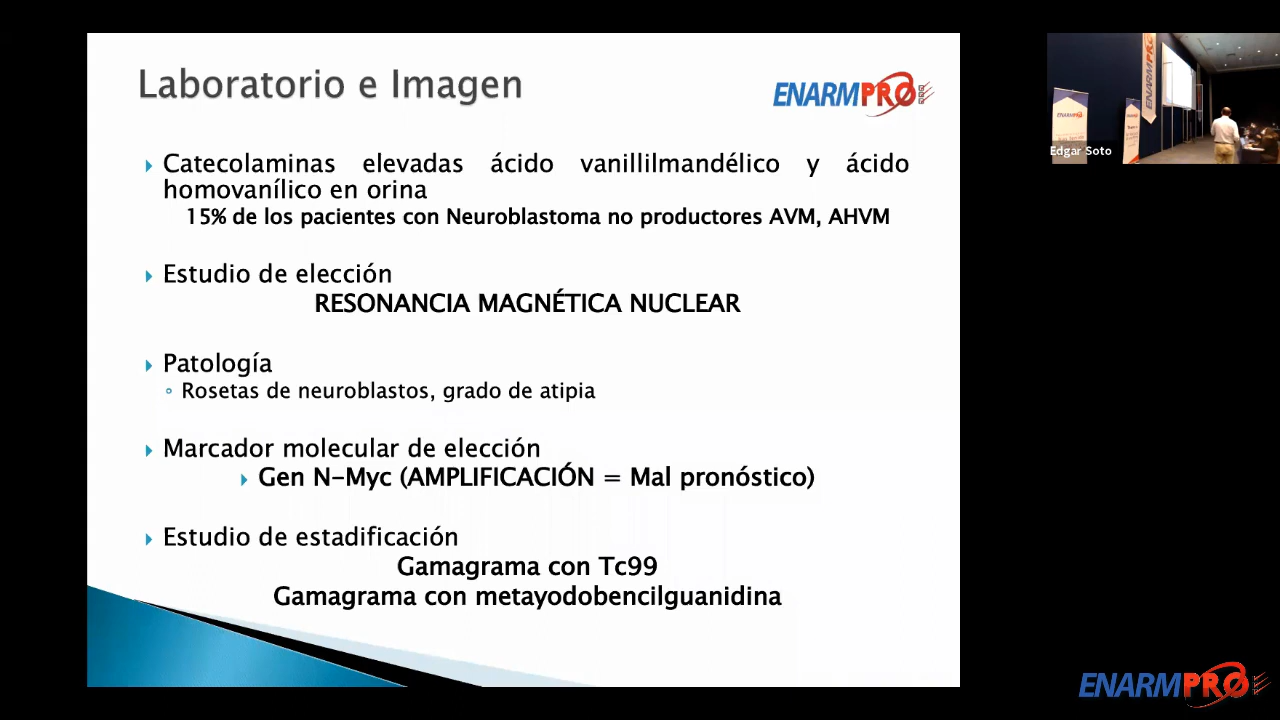 Laboratorio e Imagen
ENARMPRO
Catecolaminas elevadas ácido vanillilmandélico y ácido
homovanílico en orina
15% de los pacientes con Neuroblastoma no productores AVM, AHVM
Estudio de elección
RESONANCIA MAGNÉTICA NUCLEAR
Patología
Rosetas de neuroblastos, grado de atipia
Marcador molecular de elección
Gen N-Myc (AMPLIFICACIÓN = Mal pronóstico)
Estudio de estadificación
Gamagrama con Tc99
Gamagrama con metayodobencilguanidina
ENARMPRO
ENARMPRO
Edgar Soto
ENARMPRO